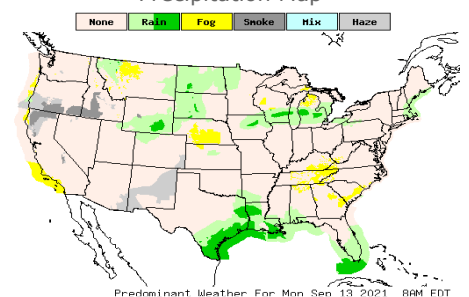 Precipitation Map
None Rain Fog Smoke Mix Haze
Predominant Weather For Mon Sep 13 2021 8AM EDT